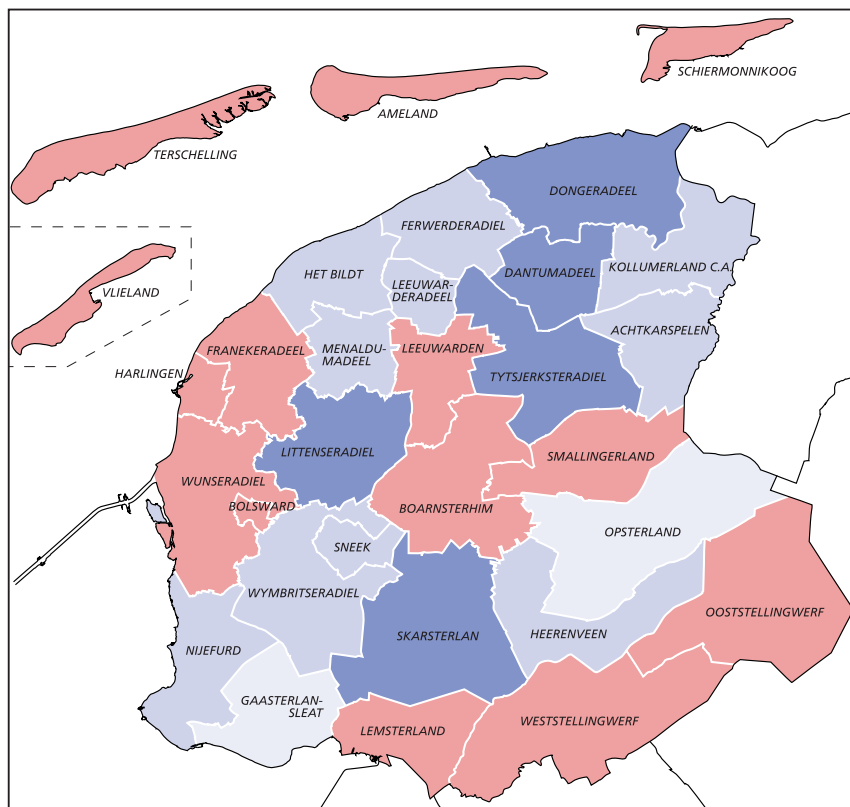 SCHIERMONNIKOOG
AMELAND
TERSCHELLING
DONGERADEEL
FERWERDERADIEL
HET BILDT
LEEUWAR-
DERADEEL
DANTUMADEEL
KOLLUMERLAND C.A.
VLIELAND
ACHTKARSPELEN
FRANEKERADEEL
MENALDU-
MADEEL
LEEUWARDEN
HARLINGEN
TYTSJERKSTERADIEL
LITTENSERADIEL
SMALLINGERLAND
WUNSERADIEL
BOLSWARD
BOARNSTERHIM
OPSTERLAND
SNEEK
WYMBRITSERADIEL
OOSTSTELLINGWERF
SKARSTERLAN
HEERENVEEN
NIJEFURD
GAASTERLAN-
SLEAT
LEMSTERLAND
WESTSTELLINGWERF